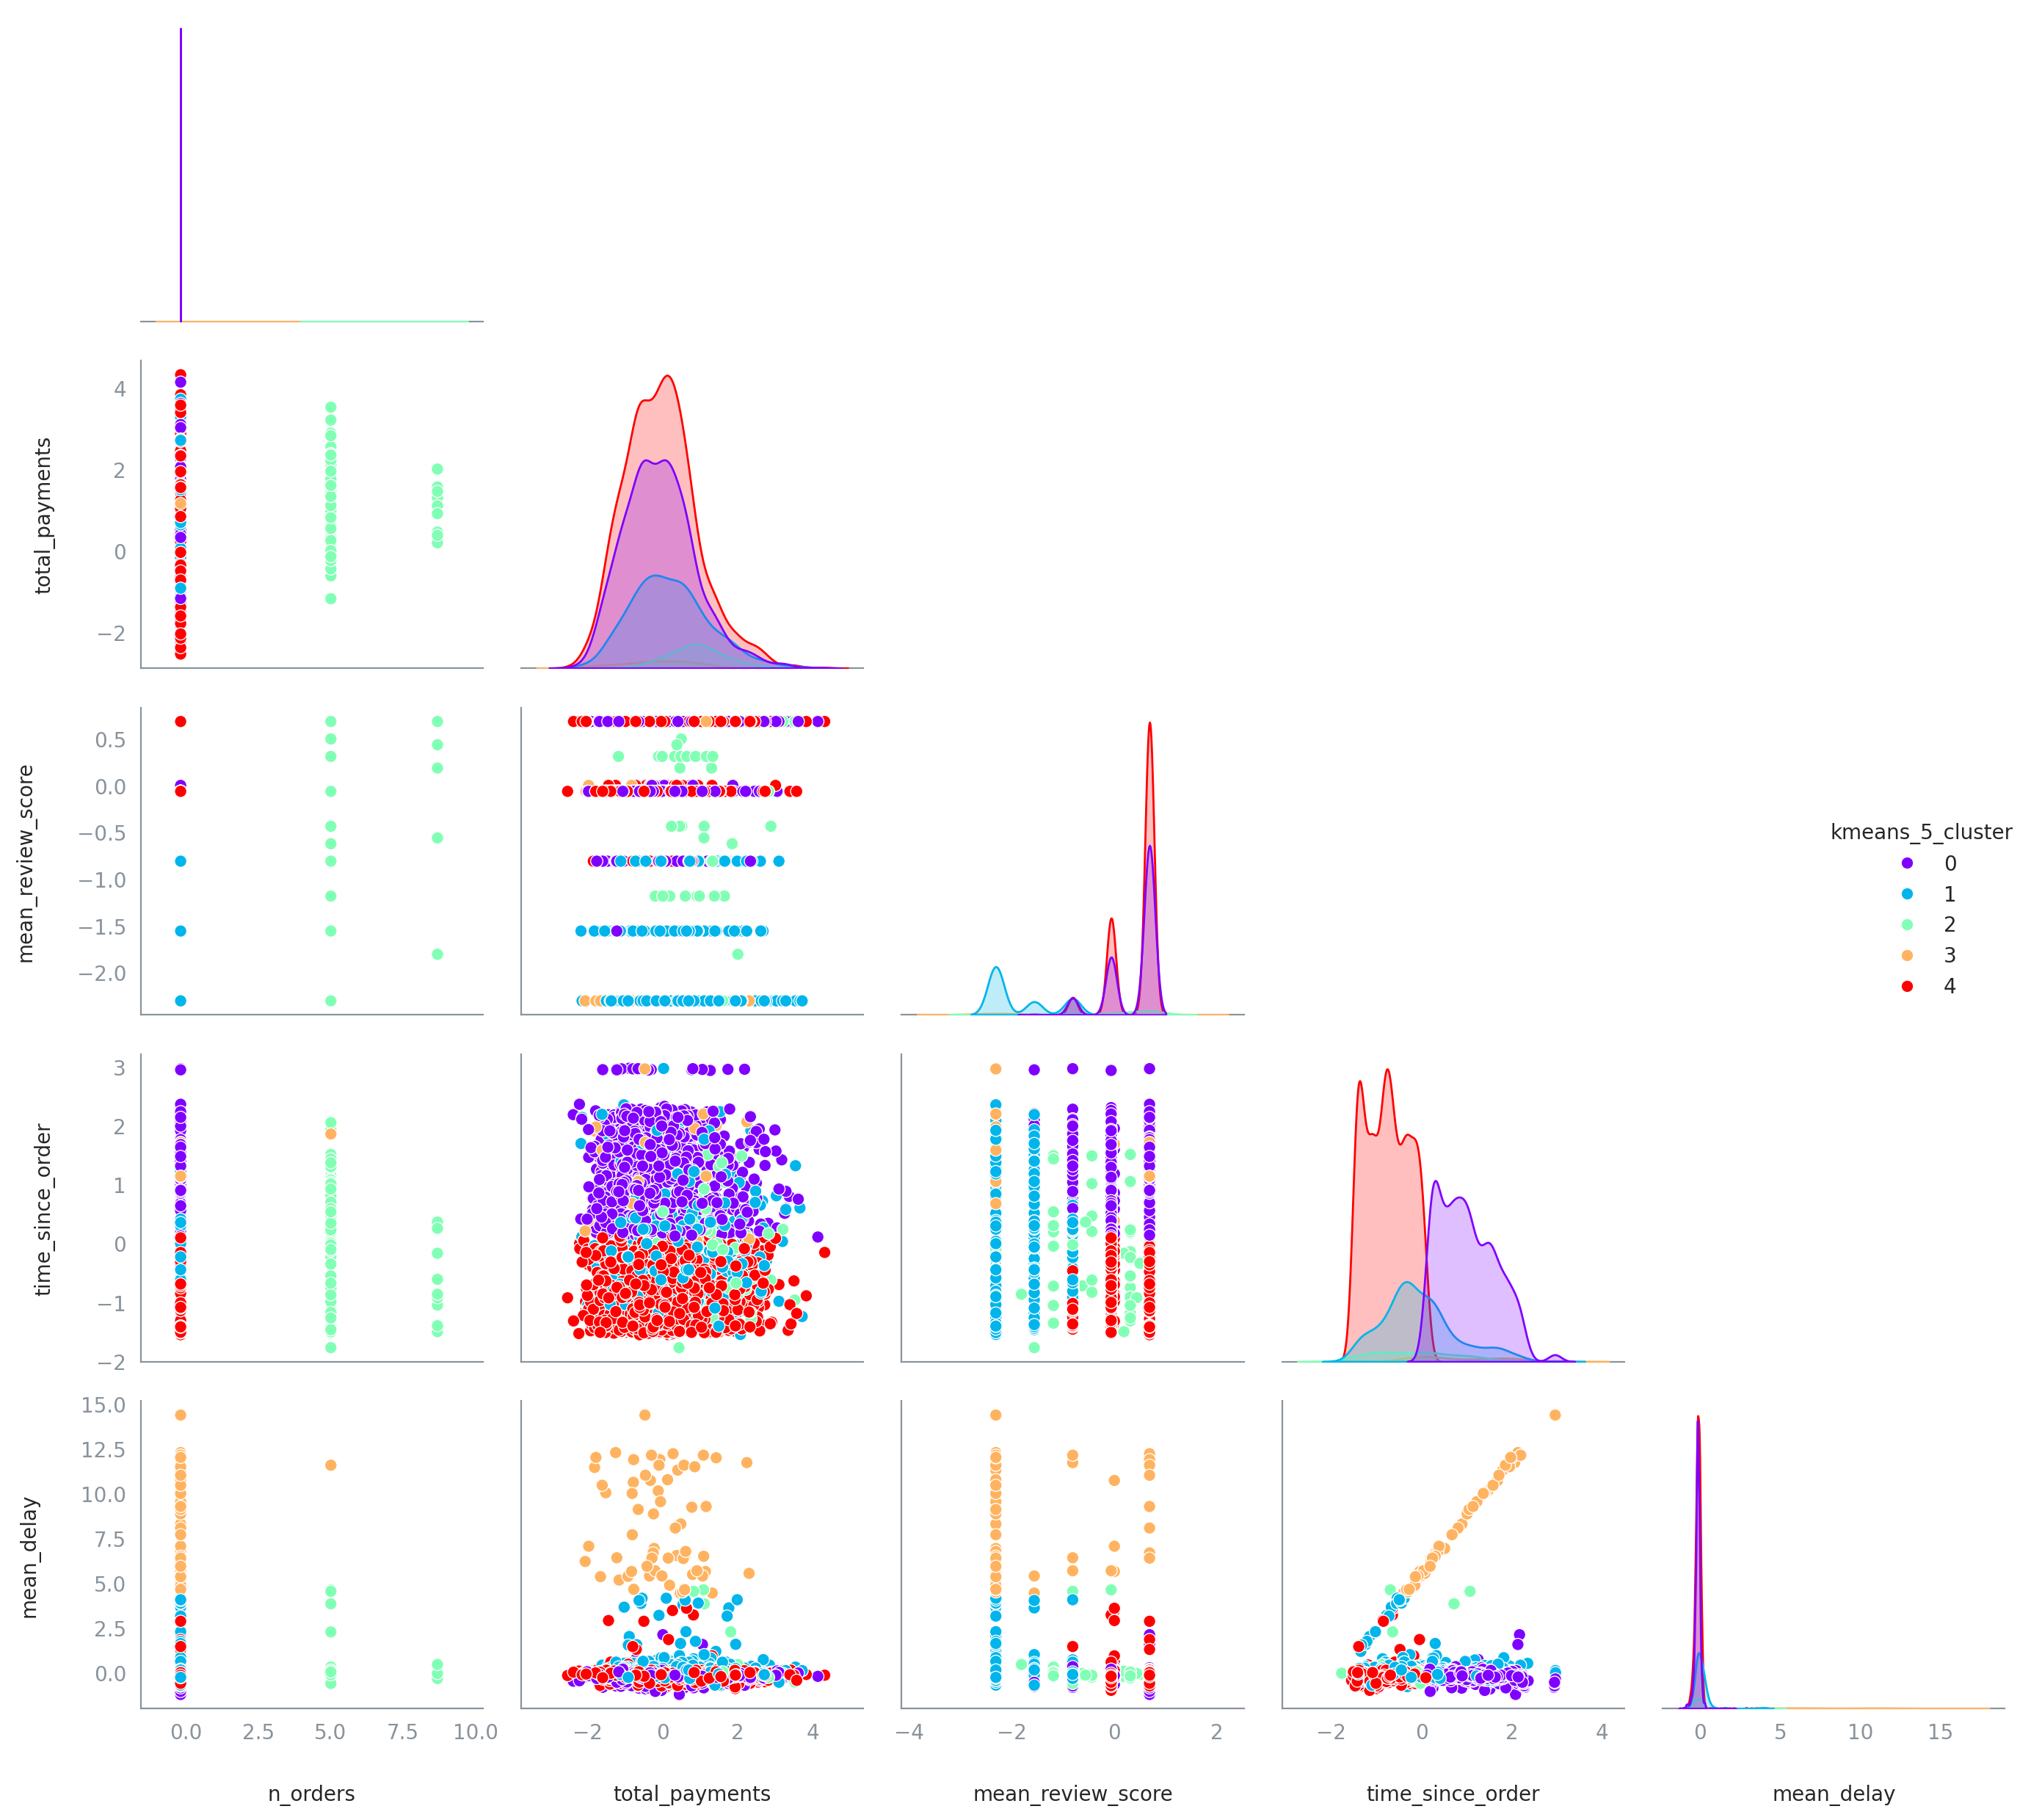 total_payments
4
2
0
−2
mean_review_score
0.5
0.0
−0.5
−1.0
−1.5
−2.0
kmeans_5_cluster
0
1
2
3
4
time_since_order
3
2
1
0
−1
−2
mean_delay
15.0
12.5
10.0
7.5
5.0
2.5
0.0
0.0 2.5 5.0 7.5 10.0
−2 0 2 4
−4 −2 0 2
−2 0 2 4
0 5 10 15
n_orders
total_payments
mean_review_score
time_since_order
mean_delay